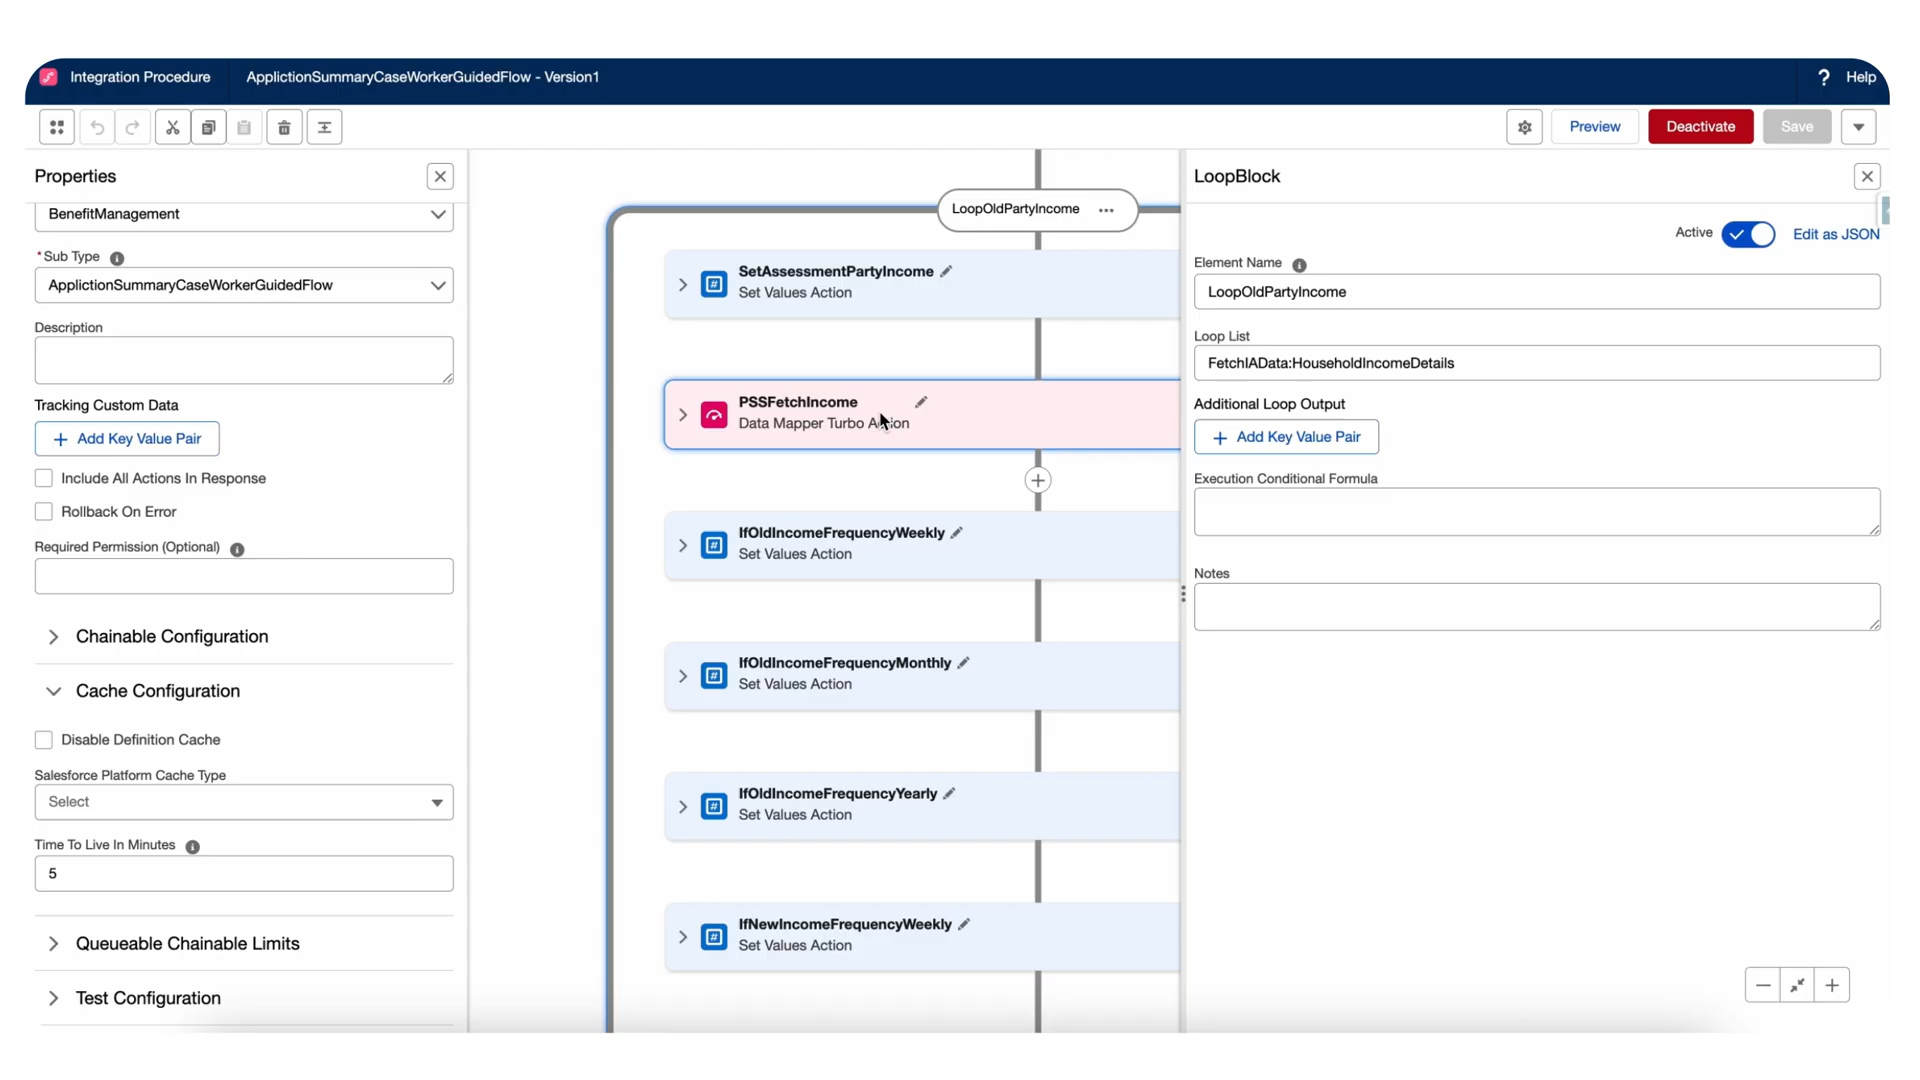 Integration Procedure
ApplictionSummaryCaseWorkerGuidedFlow - Version1
? Help
Preview
Deactivate
Save
Properties
BenefitManagement
* Sub Type
ApplictionSummaryCaseWorkerGuidedFlow
Description
Tracking Custom Data
+ Add Key Value Pair
Include All Actions In Response
Rollback On Error
Required Permission (Optional)
Chainable Configuration
Cache Configuration
Disable Definition Cache
Salesforce Platform Cache Type
Select
Time To Live In Minutes
5
Queueable Chainable Limits
Test Configuration
LoopOldPartyIncome
SetAssessmentPartyIncome
Set Values Action
PSSFetchIncome
Data Mapper Turbo Action
IfOldIncomeFrequencyWeekly
Set Values Action
IfOldIncomeFrequencyMonthly
Set Values Action
IfOldIncomeFrequencyYearly
Set Values Action
IfNewIncomeFrequencyWeekly
Set Values Action
LoopBlock
Active
Edit as JSON
Element Name
LoopOldPartyIncome
Loop List
FetchIAData:HouseholdIncomeDetails
Additional Loop Output
+ Add Key Value Pair
Execution Conditional Formula
Notes